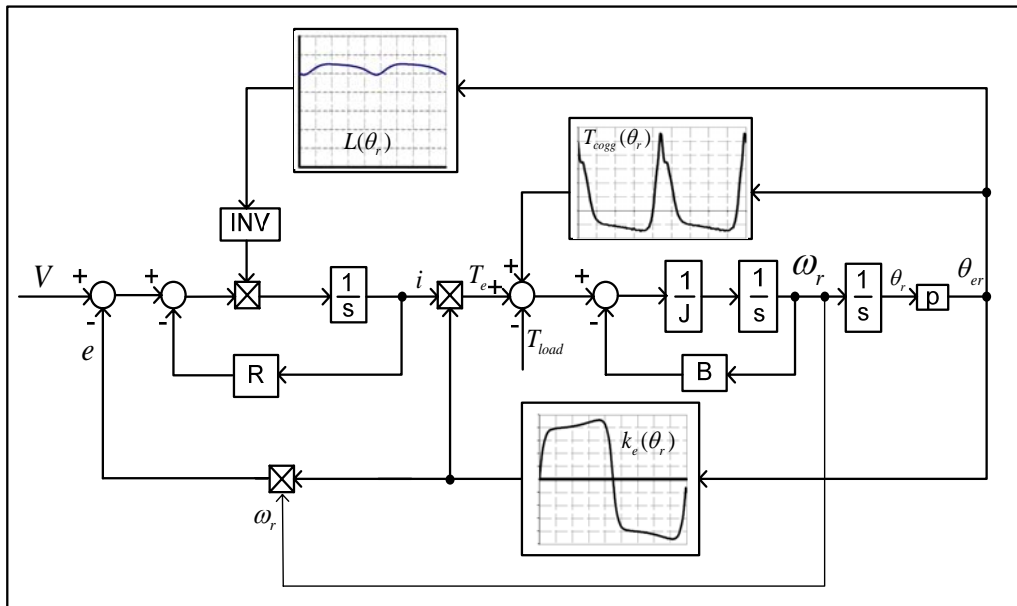 L(θr)
Tcogg(θr)
INV
V
+
-
+
-
1/s
i
Te
+
+
-
+
-
1/J
1/s
ωr
1/s
θr
p
θer
e
R
Tload
B
ke(θr)
ωr